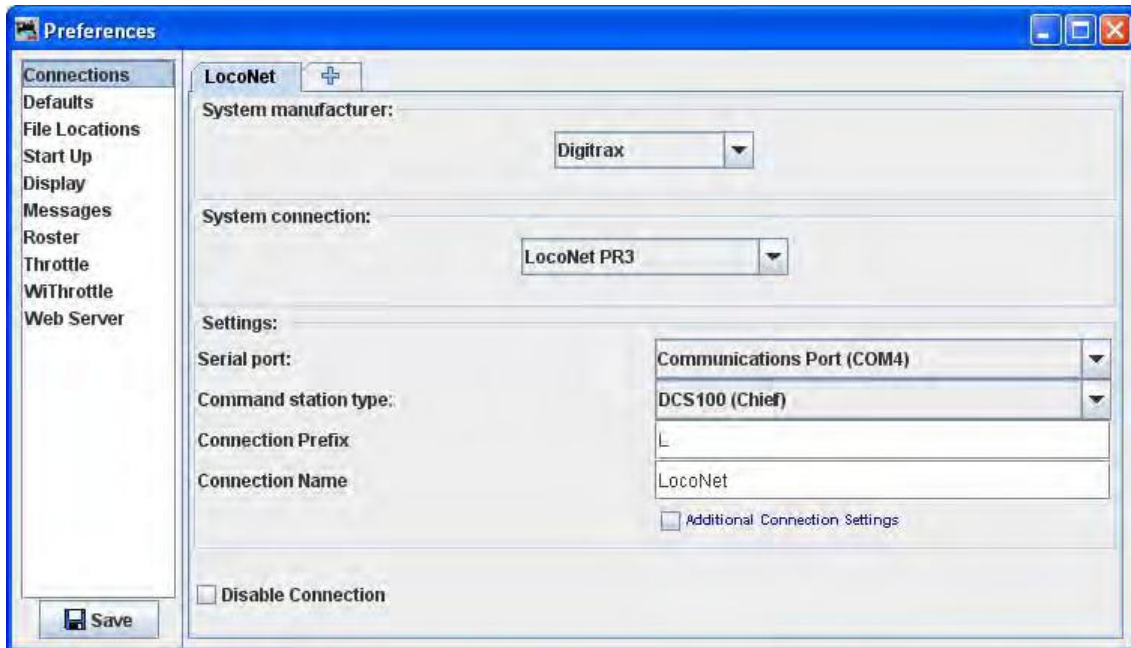 Preferences
Connections
Defaults
File Locations
Start Up
Display
Messages
Roster
Throttle
WiThrottle
Web Server
Save
LocoNet
System manufacturer:
Digitrax
System connection:
LocoNet PR3
Settings:
Serial port: Communications Port (COM4)
Command station type: DCS100 (Chief)
Connection Prefix L
Connection Name LocoNet
Additional Connection Settings
Disable Connection